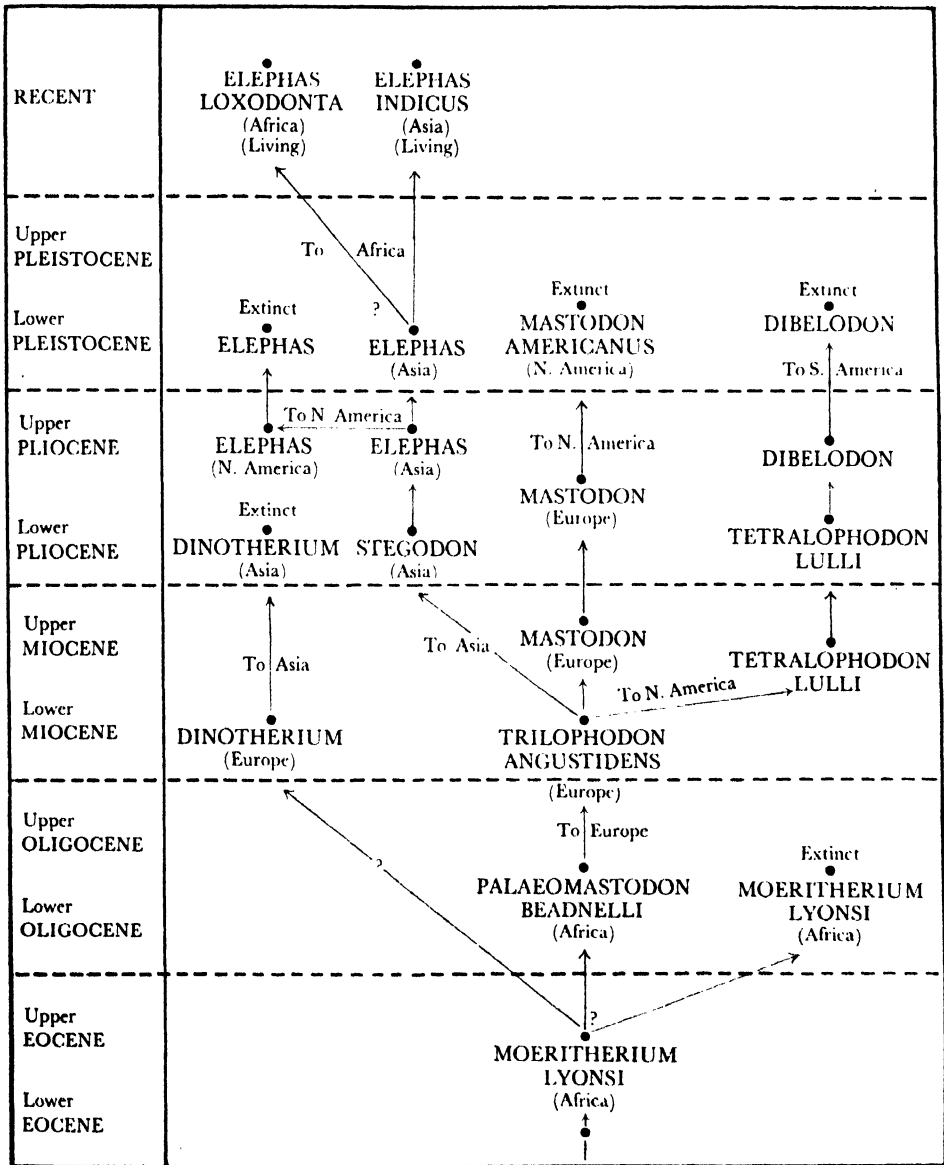 RECENT
ELEPHAS
LOXODONTA
(Africa)
(Living)
ELEPHAS
INDICUS
(Asia)
(Living)
Upper
PLEISTOCENE
To Africa
Lower
PLEISTOCENE
Extinct
ELEPHAS
?
ELEPHAS
(Asia)
Extinct
MASTODON
AMERICANUS
(N. America)
Extinct
DIBELODON
To S. America
Upper
PLIOCENE
To N America
ELEPHAS
(N. America)
ELEPHAS
(Asia)
To N. America
MASTODON
(Europe)
DIBELODON
Lower
PLIOCENE
Extinct
DINOTHERIUM
(Asia)
STEGODON
(Asia)
TETRALOPHODON
LULLI
Upper
MIOCENE
To Asia
To Asia
MASTODON
(Europe)
TETRALOPHODON
LULLI
To N. America
Lower
MIOCENE
DINOTHERIUM
(Europe)
TRILOPHODON
ANGUSTIDENS
(Europe)
Upper
OLIGOCENE
?
To Europe
Lower
OLIGOCENE
PALAEOMASTODON
BEADNELLI
(Africa)
Extinct
MOERITHERIUM
LYONSI
(Africa)
Upper
EOCENE
?
MOERITHERIUM
LYONSI
(Africa)
Lower
EOCENE